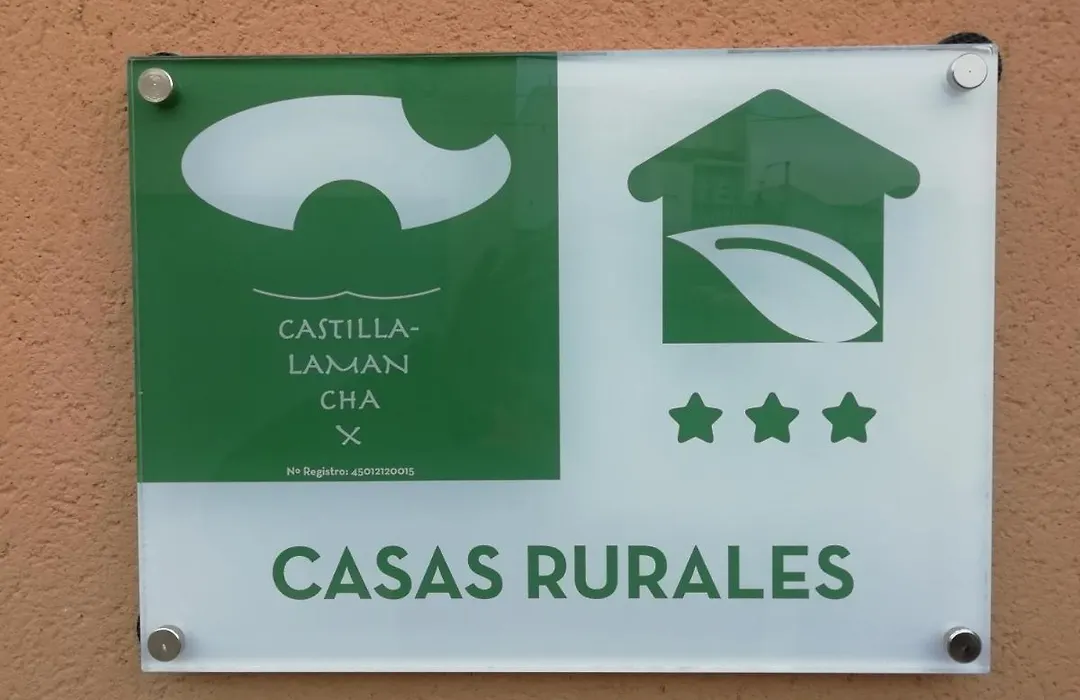 CASTILLA-
LAMAN
CHA
X
Nº Registro: 45012120015
CASAS RURALES